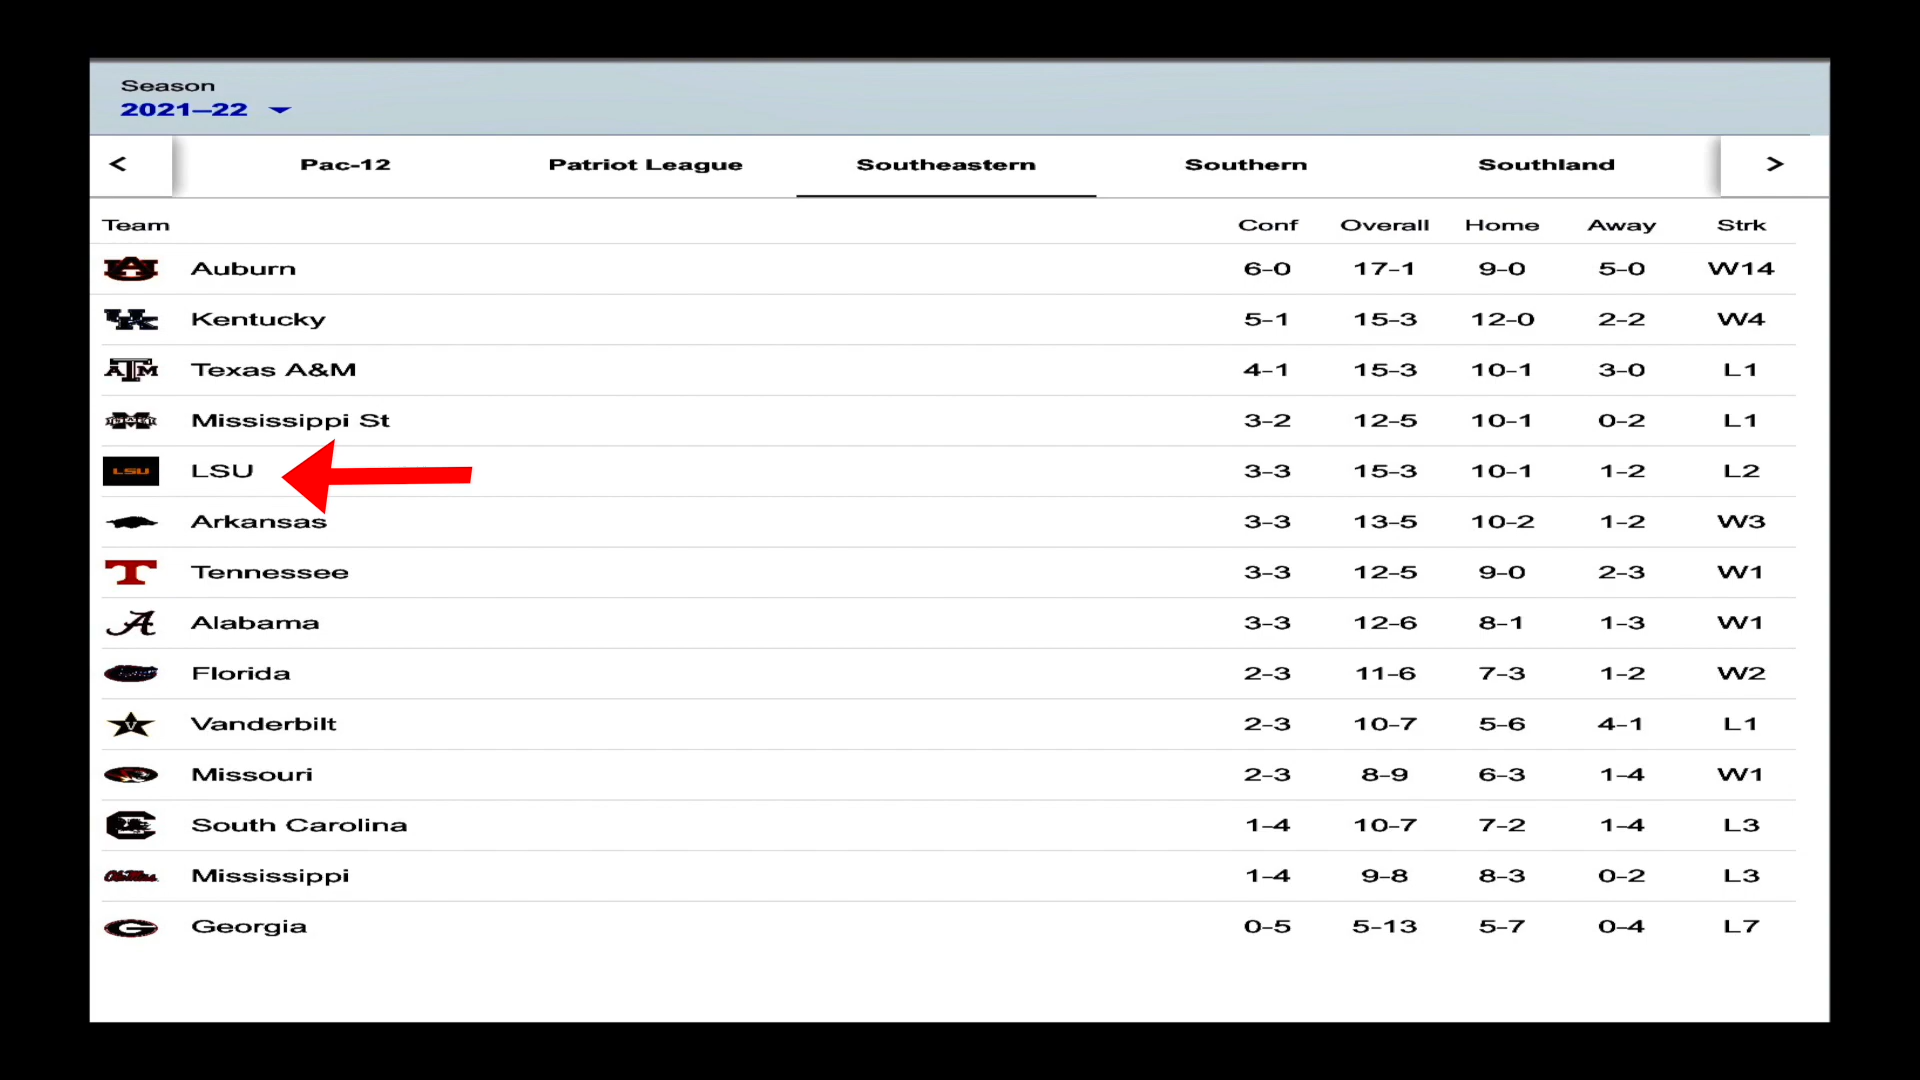 Season
2021–22
< Pac-12 Patriot League Southeastern Southern Southland >
Team Conf Overall Home Away Strk
Auburn 6–0 17–1 9–0 5–0 W14
Kentucky 5–1 15–3 12–0 2–2 W4
Texas A&M 4–1 15–3 10–1 3–0 L1
Mississippi St 3–2 12–5 10–1 0–2 L1
LSU LSU 3–3 15–3 10–1 1–2 L2
Arkansas 3–3 13–5 10–2 1–2 W3
Tennessee 3–3 12–5 9–0 2–3 W1
Alabama 3–3 12–6 8–1 1–3 W1
Florida 2–3 11–6 7–3 1–2 W2
Vanderbilt 2–3 10–7 5–6 4–1 L1
Missouri 2–3 8–9 6–3 1–4 W1
South Carolina 1–4 10–7 7–2 1–4 L3
Mississippi 1–4 9–8 8–3 0–2 L3
Georgia 0–5 5–13 5–7 0–4 L7